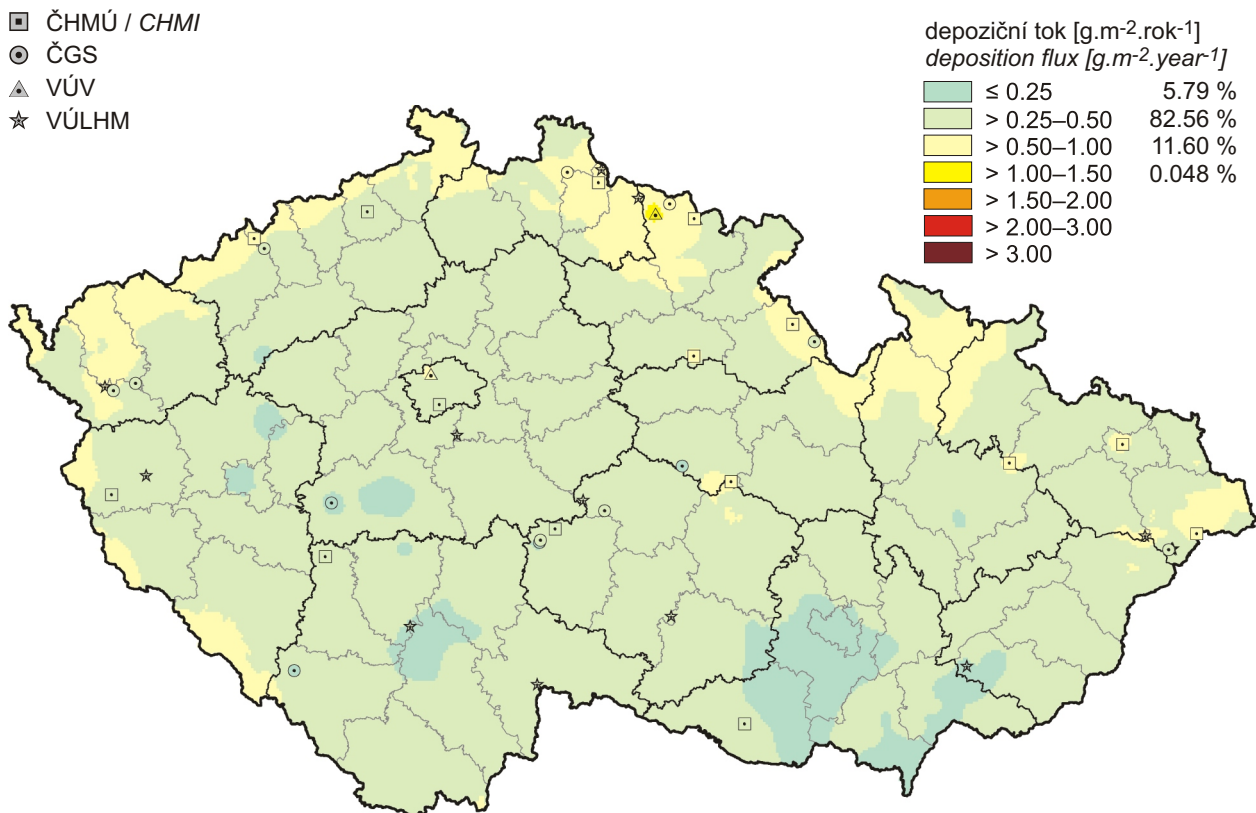 ČHMÚ / CHMI
ČGS
VÚV
VÚLHM
depoziční tok [g.m-2.rok-1]
deposition flux [g.m-2.year-1]
≤ 0.25 5.79 %
> 0.25–0.50 82.56 %
> 0.50–1.00 11.60 %
> 1.00–1.50 0.048 %
> 1.50–2.00
> 2.00–3.00
> 3.00